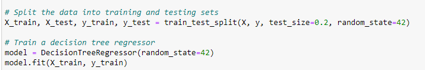 # Split the data into training and testing sets
X_train, X_test, y_train, y_test = train_test_split(X, y, test_size=0.2, random_state=42)
# Train a decision tree regressor
model = DecisionTreeRegressor(random_state=42)
model.fit(X_train, y_train)